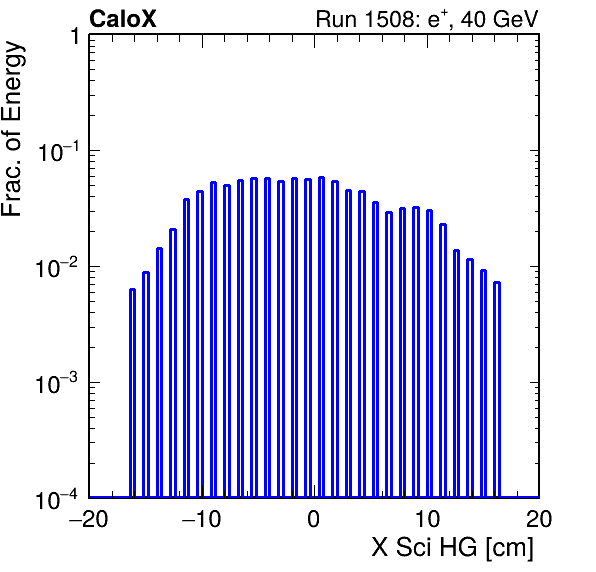 CaloX Run 1508: e⁺, 40 GeV
Frac. of Energy
1
10⁻¹
10⁻²
10⁻³
10⁻⁴
−20 −10 0 10 20
X Sci HG [cm]